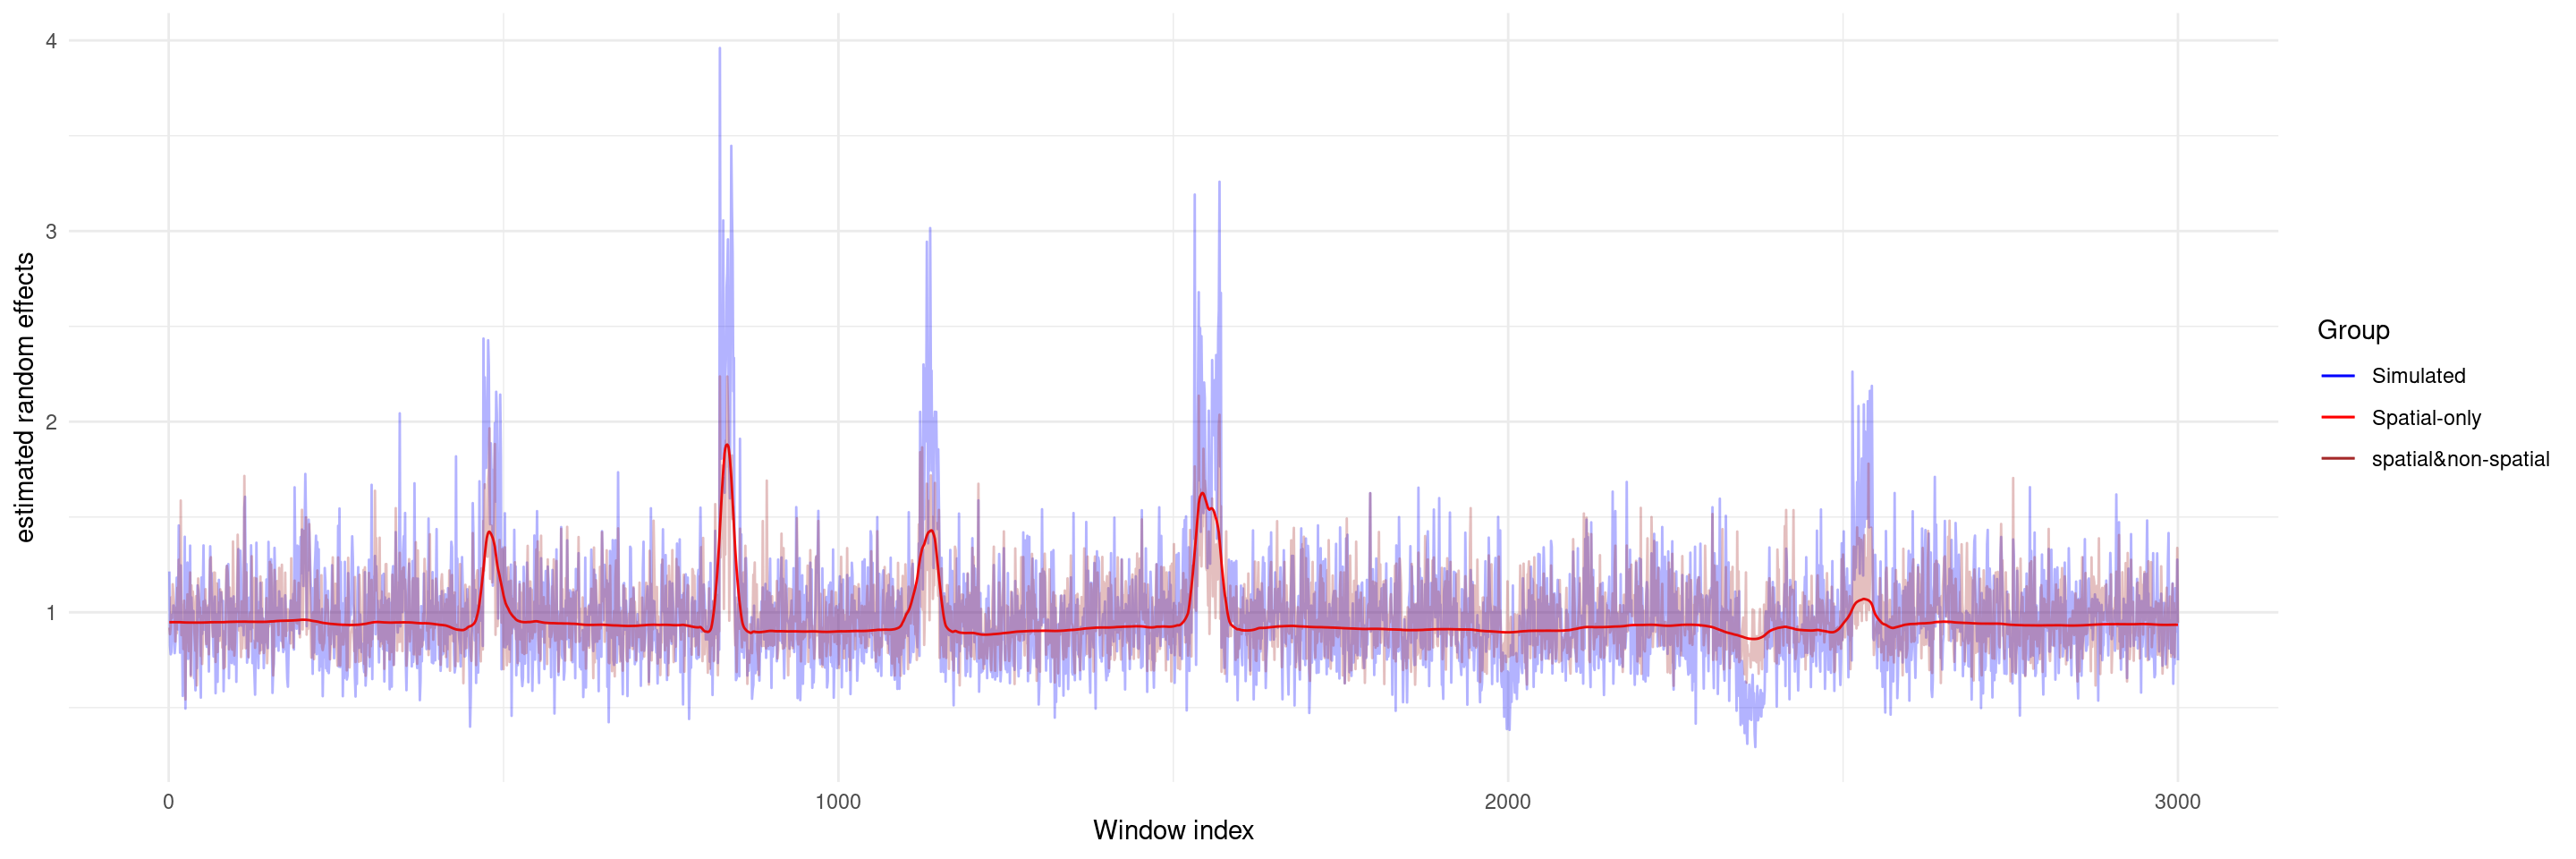 4
3
2
1
estimated random effects
0
1000
2000
3000
Window index
Group
Simulated
Spatial-only
spatial&non-spatial